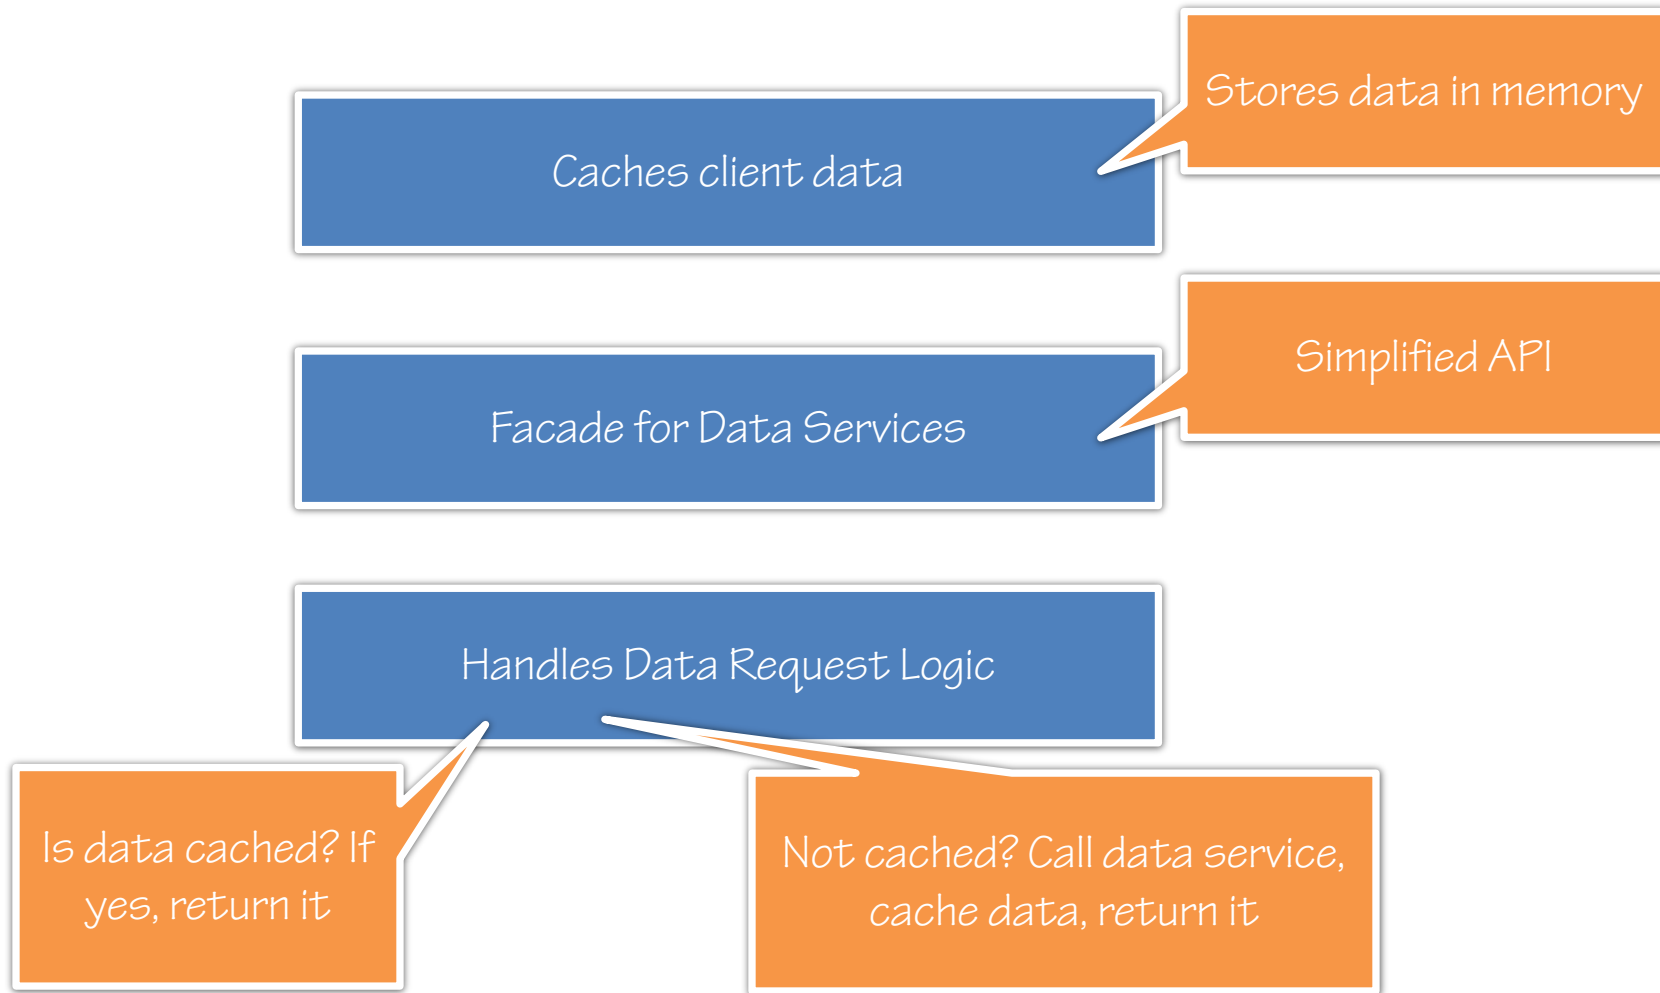 Stores data in memory
Caches client data
Simplified API
Facade for Data Services
Handles Data Request Logic
Is data cached? If
yes, return it
Not cached? Call data service,
cache data, return it